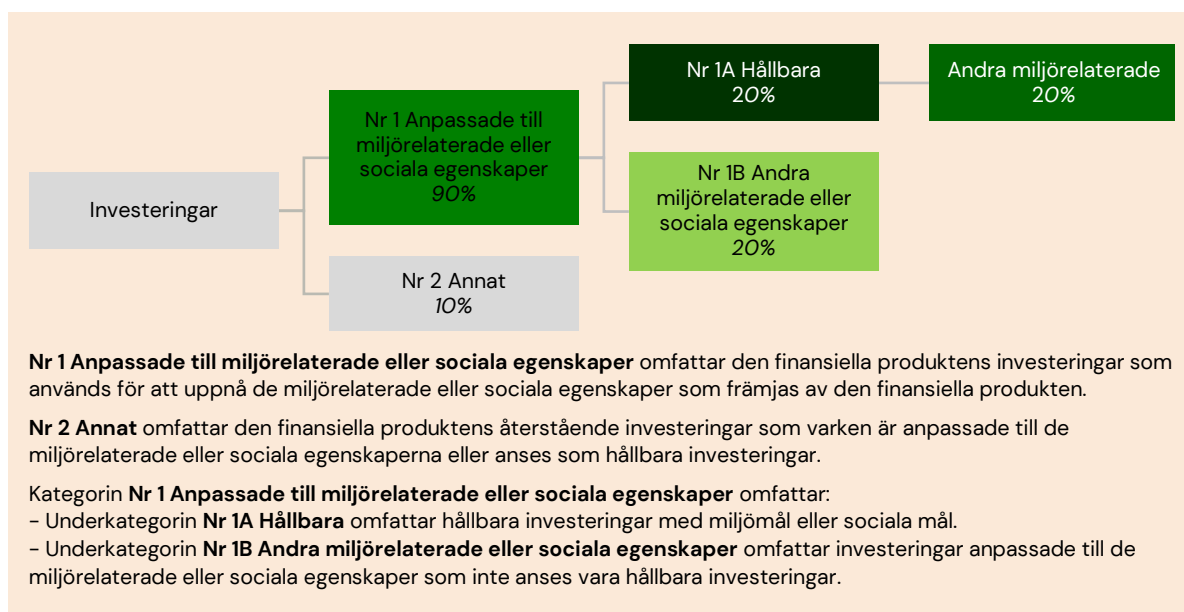 Nr 1A Hållbara
20%
Andra miljörelaterade
20%
Nr 1 Anpassade till
miljörelaterade eller
sociala egenskaper
90%
Nr 1B Andra
miljörelaterade eller
sociala egenskaper
20%
Investeringar
Nr 2 Annat
10%
Nr 1 Anpassade till miljörelaterade eller sociala egenskaper omfattar den finansiella produktens investeringar som
används för att uppnå de miljörelaterade eller sociala egenskaper som främjas av den finansiella produkten.
Nr 2 Annat omfattar den finansiella produktens återstående investeringar som varken är anpassade till de
miljörelaterade eller sociala egenskaperna eller anses som hållbara investeringar.
Kategorin Nr 1 Anpassade till miljörelaterade eller sociala egenskaper omfattar:
- Underkategorin Nr 1A Hållbara omfattar hållbara investeringar med miljömål eller sociala mål.
- Underkategorin Nr 1B Andra miljörelaterade eller sociala egenskaper omfattar investeringar anpassade till de
miljörelaterade eller sociala egenskaper som inte anses vara hållbara investeringar.